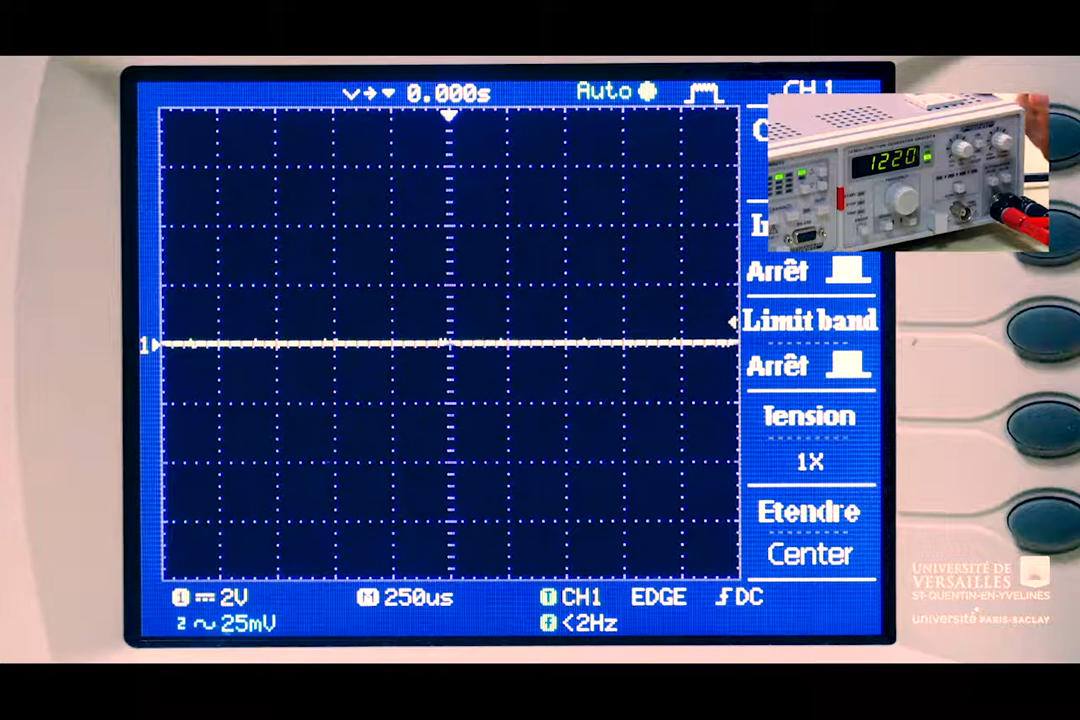 0.000s
Auto
CH1
1220
Arrêt
Limit band
Arrêt
Tension
1X
Etendre
Center
1
1 2V
M 250us
T CH1 EDGE DC
2 25mV
f <2Hz
UNIVERSITÉ DE
VERSAILLES
ST-QUENTIN-EN-YVELINES
université PARIS-SACLAY